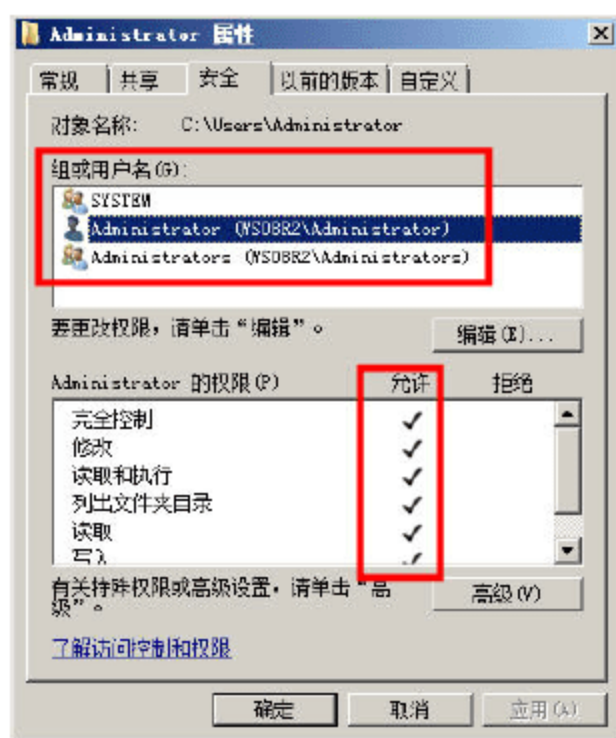 Administrator 属性
常规 共享 安全 以前的版本 自定义
对象名称: C:\Users\Administrator
组或用户名(G):
SYSTEM
Administrator (WS08R2\Administrator)
Administrators (WS08R2\Administrators)
要更改权限，请单击“编辑”。
编辑(E)...
Administrator 的权限(P) 允许 拒绝
完全控制
修改
读取和执行
列出文件夹目录
读取
写入
有关特殊权限或高级设置，请单击“高
级”。
高级(V)
了解访问控制和权限
确定 取消 应用(A)